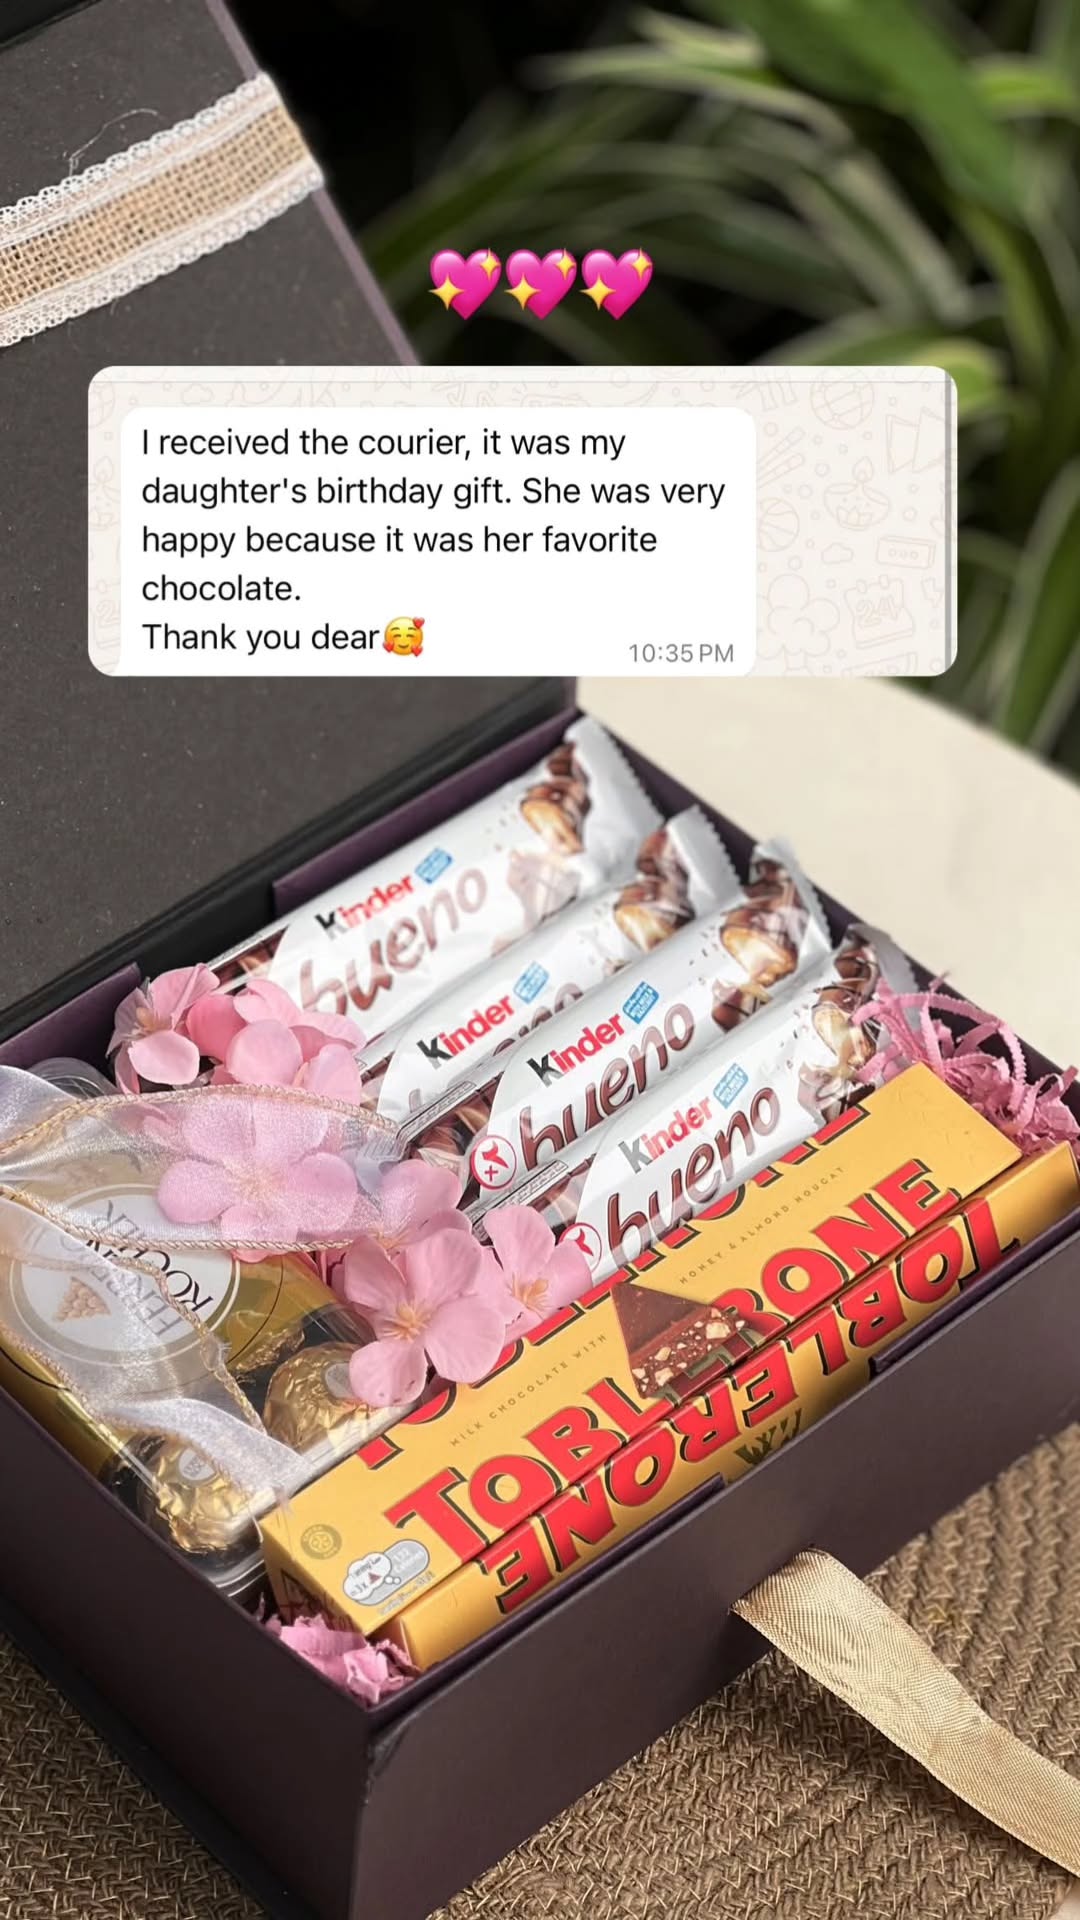 💖💖💖
I received the courier, it was my
daughter's birthday gift. She was very
happy because it was her favorite
chocolate.
Thank you dear🥰
10:35 PM
kinder
bueno
kinder
kinder
bueno
kinder
bueno
HONEY & ALMOND NOUGAT
MILK CHOCOLATE WITH
TOBLERONE
TOBLERONE
FERRERO
ROCHER